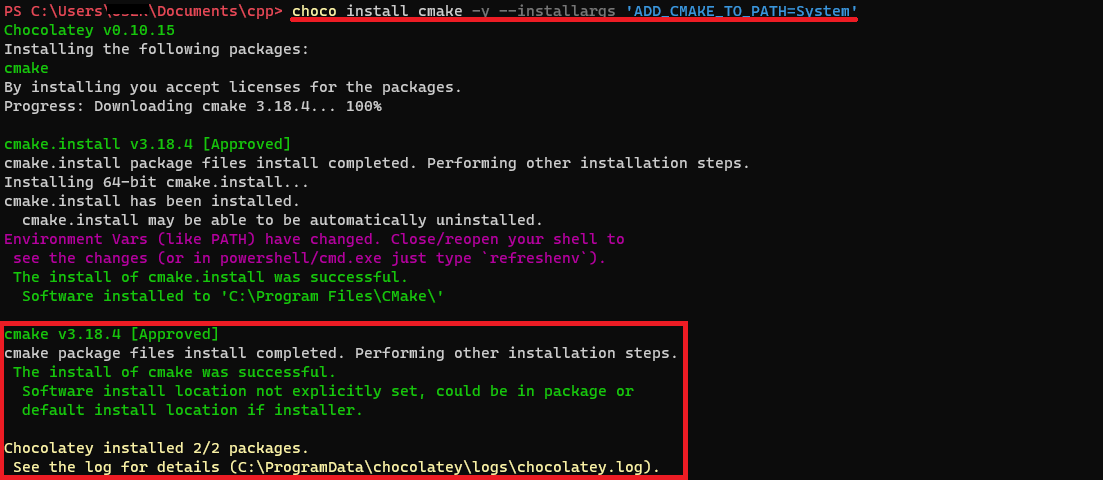 PS C:\Users\ \Documents\cpp> choco install cmake -y --installargs 'ADD_CMAKE_TO_PATH=System'
Chocolatey v0.10.15
Installing the following packages:
cmake
By installing you accept licenses for the packages.
Progress: Downloading cmake 3.18.4... 100%
cmake.install v3.18.4 [Approved]
cmake.install package files install completed. Performing other installation steps.
Installing 64-bit cmake.install...
cmake.install has been installed.
cmake.install may be able to be automatically uninstalled.
Environment Vars (like PATH) have changed. Close/reopen your shell to
see the changes (or in powershell/cmd.exe just type `refreshenv`).
The install of cmake.install was successful.
Software installed to 'C:\Program Files\CMake\'
cmake v3.18.4 [Approved]
cmake package files install completed. Performing other installation steps.
The install of cmake was successful.
Software install location not explicitly set, could be in package or
default install location if installer.
Chocolatey installed 2/2 packages.
See the log for details (C:\ProgramData\chocolatey\logs\chocolatey.log).